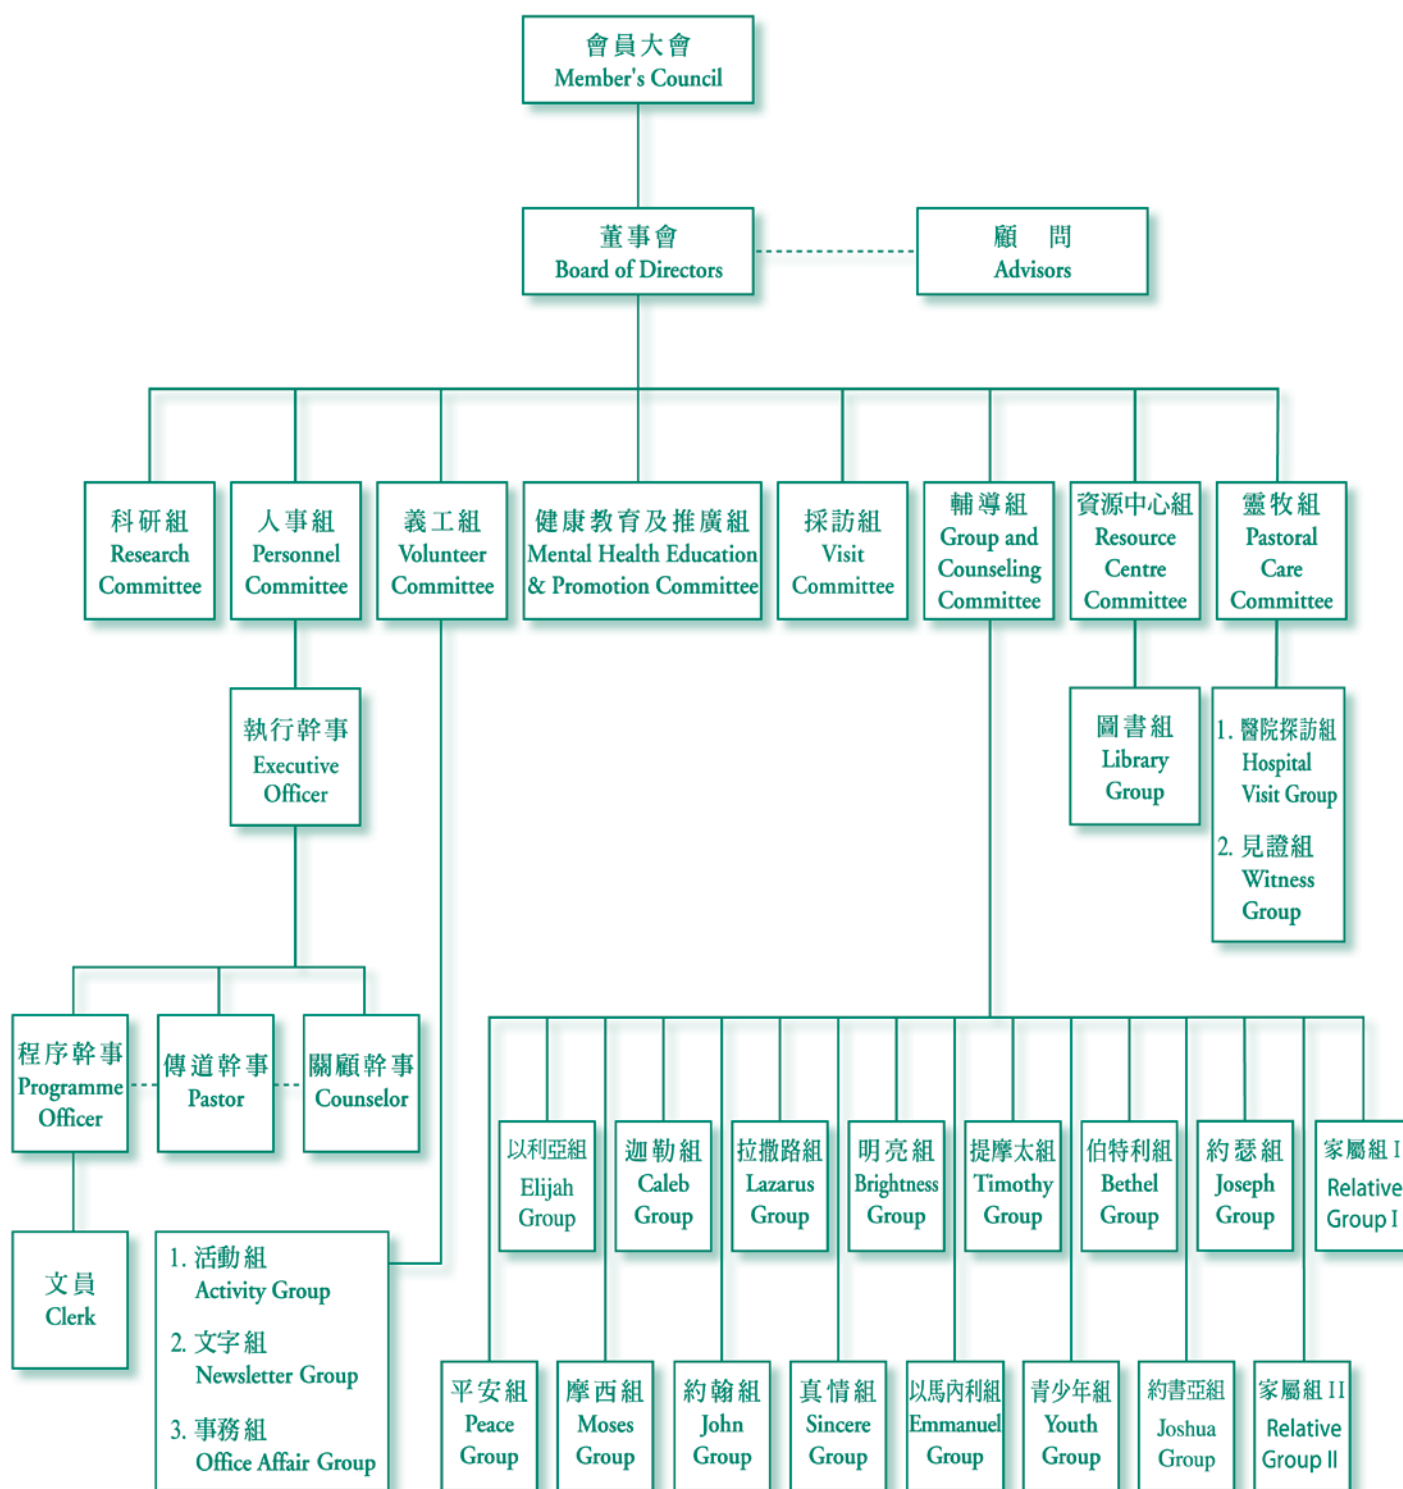 會員大會
Member's Council
董事會
Board of Directors
顧 問
Advisors
科研組
Research
Committee
人事組
Personnel
Committee
義工組
Volunteer
Committee
健康教育及推廣組
Mental Health Education
& Promotion Committee
採訪組
Visit
Committee
輔導組
Group and
Counseling
Committee
資源中心組
Resource
Centre
Committee
靈牧組
Pastoral
Care
Committee
執行幹事
Executive
Officer
圖書組
Library
Group
1. 醫院探訪組
Hospital
Visit Group
2. 見證組
Witness
Group
程序幹事
Programme
Officer
傳道幹事
Pastor
關顧幹事
Counselor
文員
Clerk
1. 活動組
Activity Group
2. 文字組
Newsletter Group
3. 事務組
Office Affair Group
以利亞組
Elijah
Group
迦勒組
Caleb
Group
拉撒路組
Lazarus
Group
明亮組
Brightness
Group
提摩太組
Timothy
Group
伯特利組
Bethel
Group
約瑟組
Joseph
Group
家屬組 I
Relative
Group I
平安組
Peace
Group
摩西組
Moses
Group
約翰組
John
Group
真情組
Sincere
Group
以馬內利組
Emmanuel
Group
青少年組
Youth
Group
約書亞組
Joshua
Group
家屬組 II
Relative
Group II